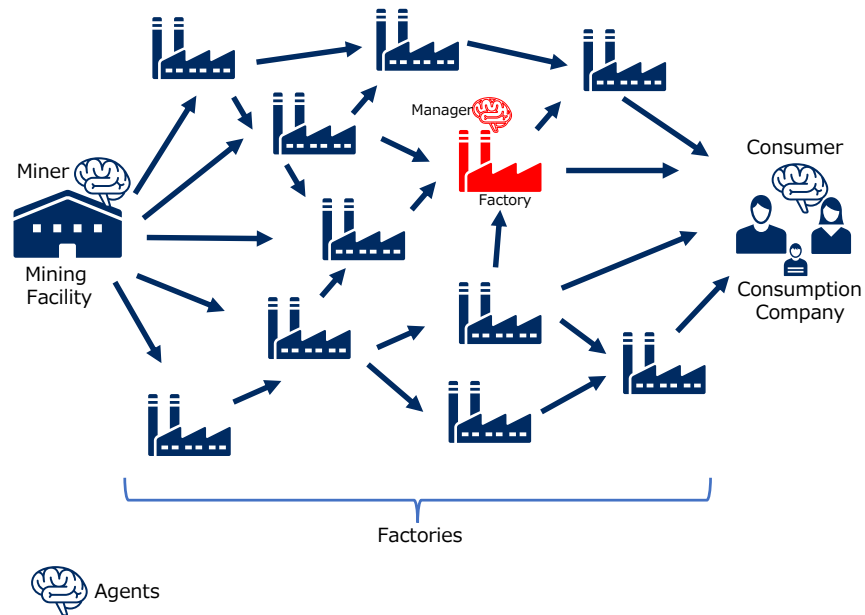 Manager
Consumer
Miner
Factory
Mining
Facility
Consumption
Company
Factories
Agents